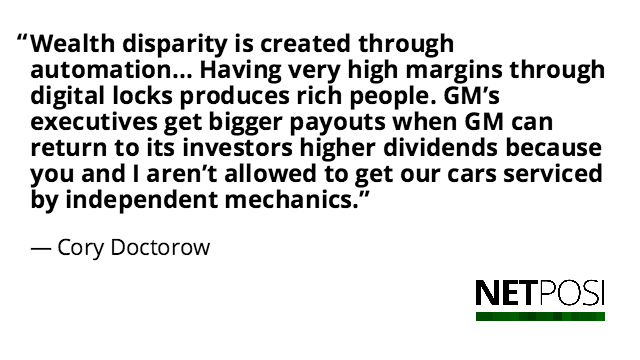 “Wealth disparity is created through
automation... Having very high margins through
digital locks produces rich people. GM’s
executives get bigger payouts when GM can
return to its investors higher dividends because
you and I aren’t allowed to get our cars serviced
by independent mechanics.”
— Cory Doctorow
NETPOSI